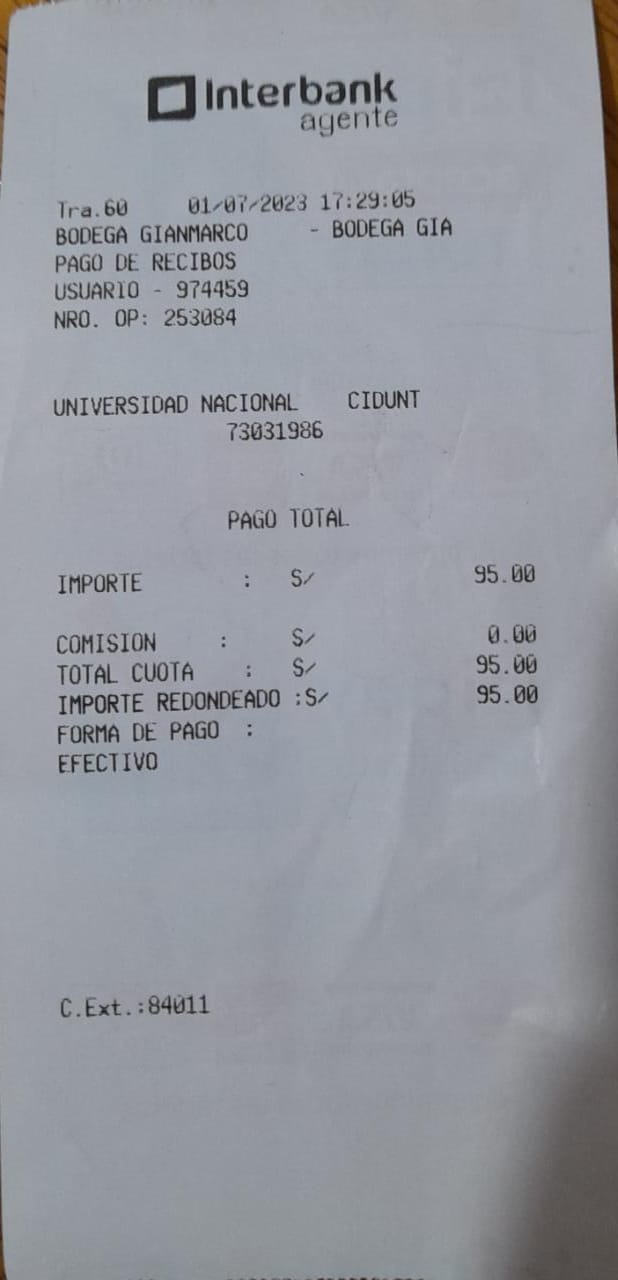 Interbank
agente
Tra.60 01/07/2023 17:29:05
BODEGA GIANMARCO - BODEGA GIA
PAGO DE RECIBOS
USUARIO - 974459
NRO. OP: 253084
UNIVERSIDAD NACIONAL CIDUNT
73031986
PAGO TOTAL
IMPORTE : S/ 95.00
COMISION : S/ 0.00
TOTAL CUOTA : S/ 95.00
IMPORTE REDONDEADO :S/ 95.00
FORMA DE PAGO :
EFECTIVO
C.Ext.:84011